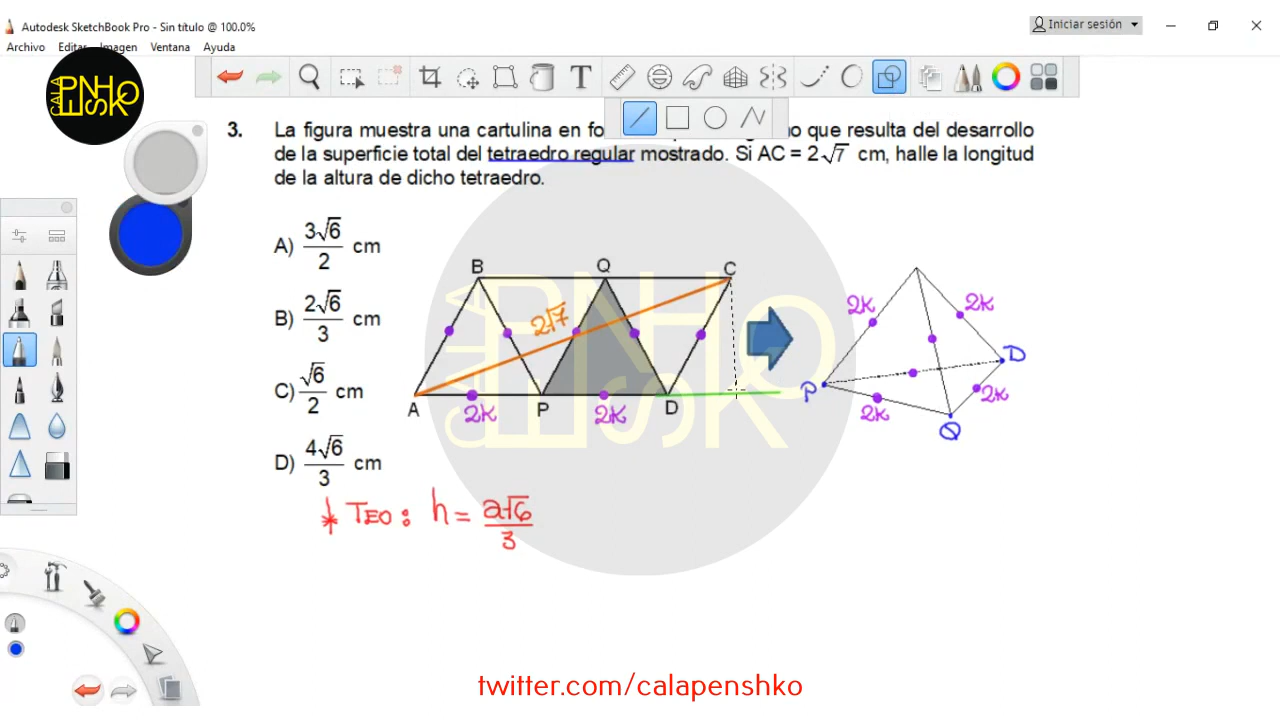 Autodesk SketchBook Pro - Sin título @ 100.0%
Iniciar sesión
Archivo Editar Imagen Ventana Ayuda
CALA PENSHKO
T
3. La figura muestra una cartulina en que resulta del desarrollo
de la superficie total del tetraedro regular mostrado. Si AC = 2√7 cm, halle la longitud
de la altura de dicho tetraedro.
A) 3√6/2 cm
B) 2√6/3 cm
C) √6/2 cm
D) 4√6/3 cm
B Q C
2√7
A P D
2K 2K
2K 2K
P D
2K 2K
Q
* TEO: h = a√6/3
PENSHKO
twitter.com/calapenshko